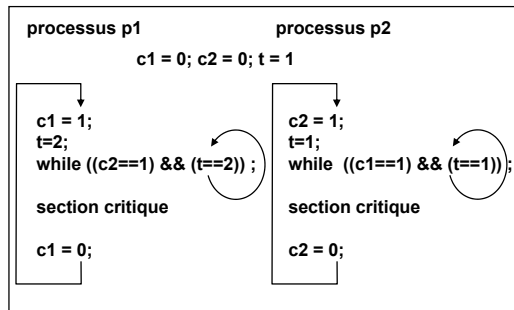 processus p1
processus p2
c1 = 0; c2 = 0; t = 1
c1 = 1;
t=2;
while ((c2==1) && (t==2)) ;
section critique
c1 = 0;
c2 = 1;
t=1;
while ((c1==1) && (t==1)) ;
section critique
c2 = 0;